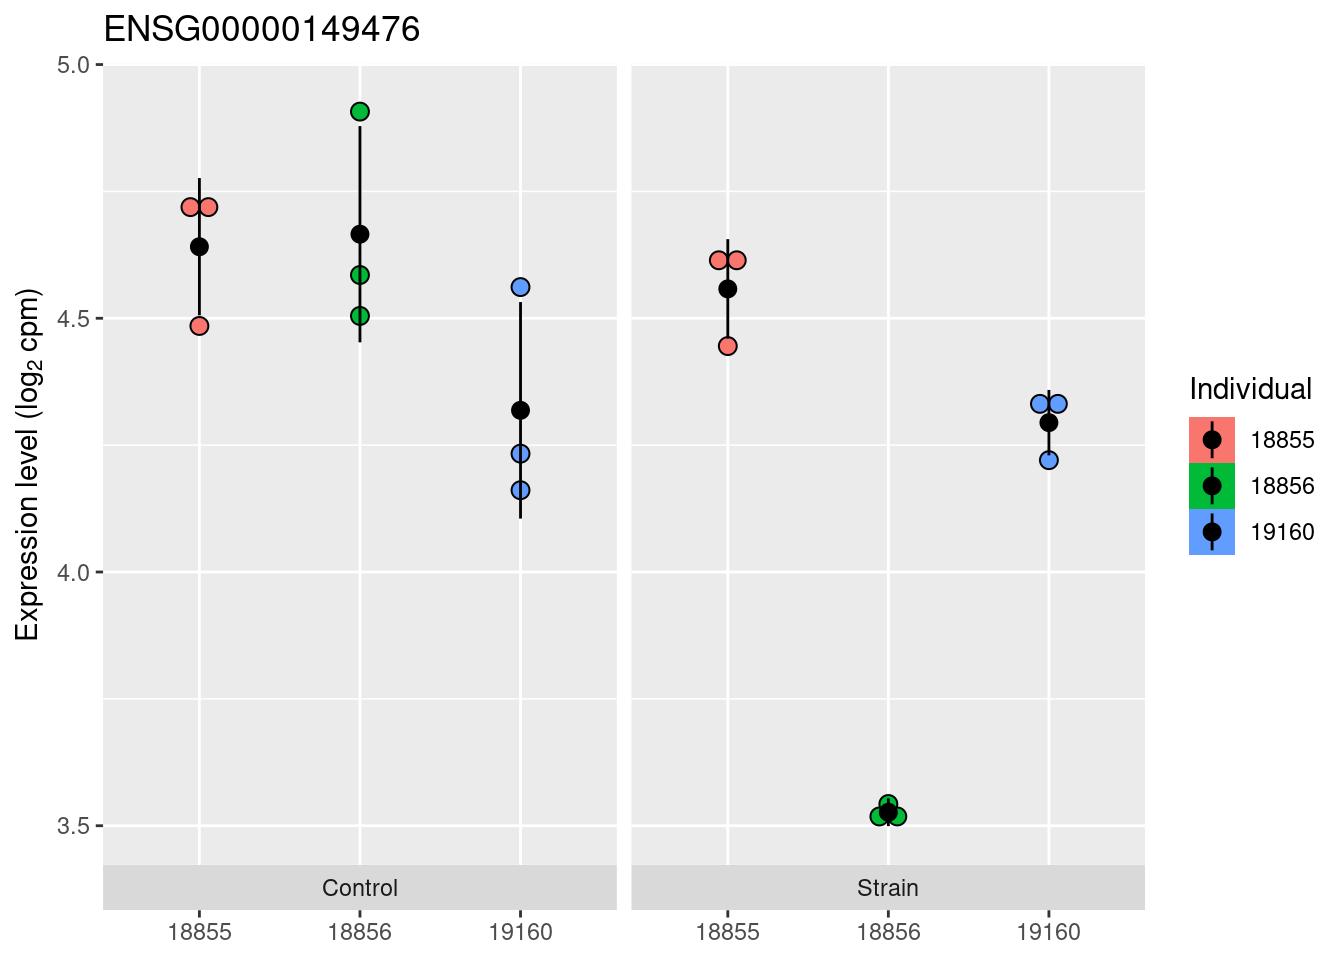 ENSG00000149476
Expression level (log₂ cpm)
5.0
4.5
4.0
3.5
Control
Strain
18855
18856
19160
18855
18856
19160
Individual
18855
18856
19160